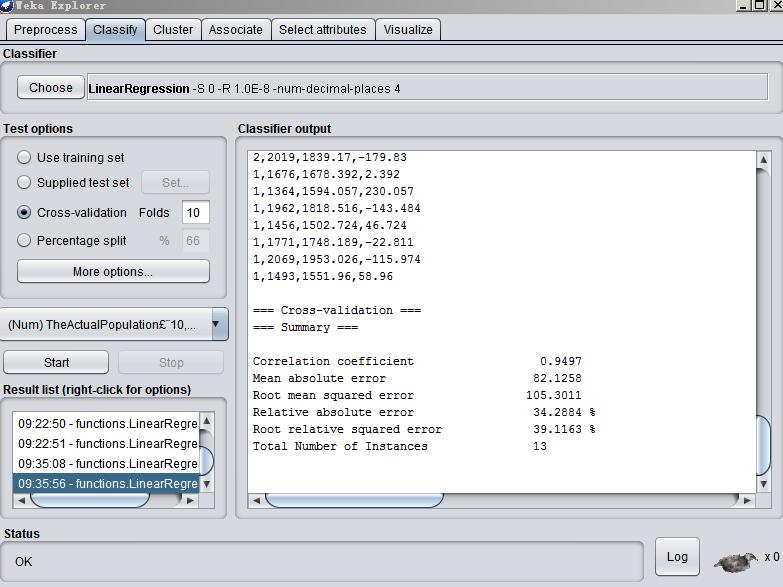 Weka Explorer
Preprocess Classify Cluster Associate Select attributes Visualize
Classifier
Choose LinearRegression -S 0 -R 1.0E-8 -num-decimal-places 4
Test options
Use training set
Supplied test set Set...
Cross-validation Folds 10
Percentage split % 66
More options...
(Num) TheActualPopulation£¨10,...
Start Stop
Result list (right-click for options)
09:22:50 - functions.LinearRegre
09:22:51 - functions.LinearRegre
09:35:08 - functions.LinearRegre
09:35:56 - functions.LinearRegre
Classifier output
2,2019,1839.17,-179.83
1,1676,1678.392,2.392
1,1364,1594.057,230.057
1,1962,1818.516,-143.484
1,1456,1502.724,46.724
1,1771,1748.189,-22.811
1,2069,1953.026,-115.974
1,1493,1551.96,58.96
=== Cross-validation ===
=== Summary ===
Correlation coefficient 0.9497
Mean absolute error 82.1258
Root mean squared error 105.3011
Relative absolute error 34.2884 %
Root relative squared error 39.1163 %
Total Number of Instances 13
Status
OK
Log
x 0